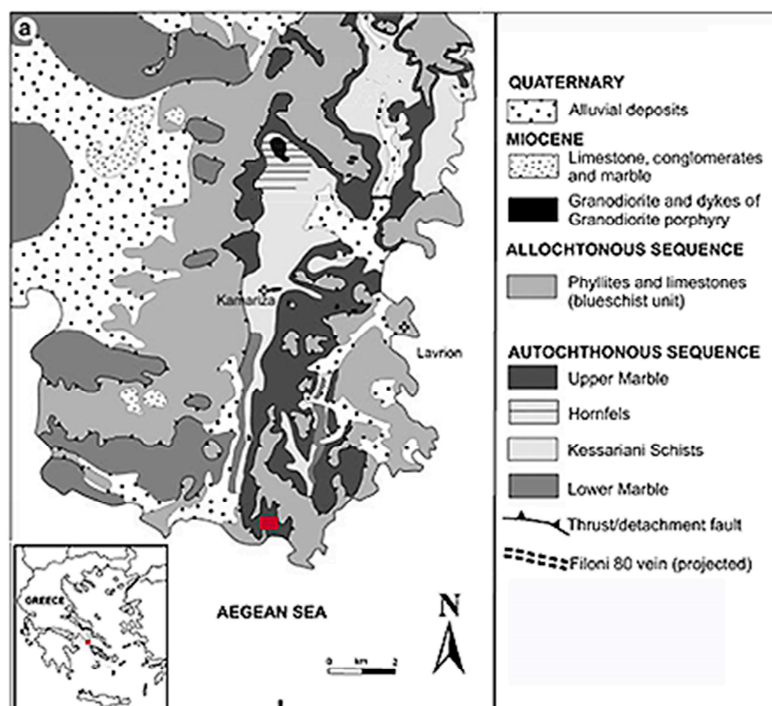 a
Kamariza
Lavrion
GREECE
AEGEAN SEA
N
0 km 2
QUATERNARY
Alluvial deposits
MIOCENE
Limestone, conglomerates
and marble
Granodiorite and dykes of
Granodiorite porphyry
ALLOCHTONOUS SEQUENCE
Phyllites and limestones
(blueschist unit)
AUTOCHTHONOUS SEQUENCE
Upper Marble
Hornfels
Kessariani Schists
Lower Marble
Thrust/detachment fault
Filoni 80 vein (projected)